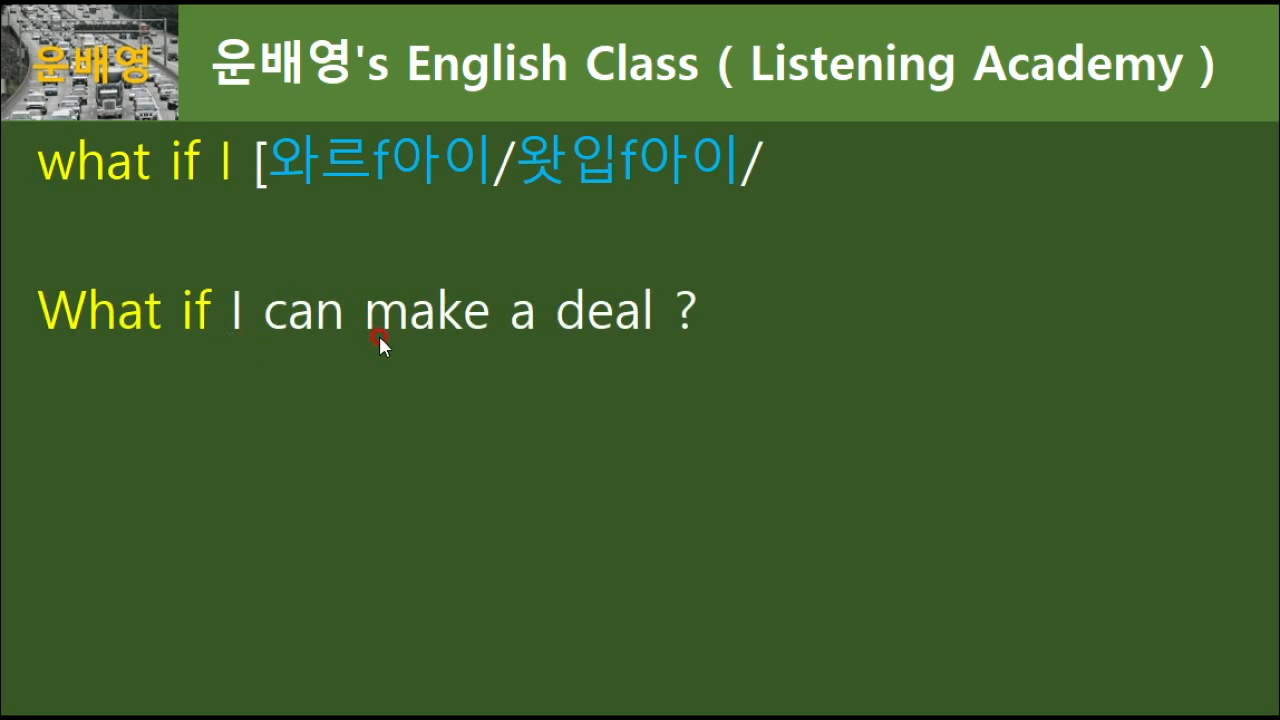 운배영
운배영's English Class ( Listening Academy )
what if I [와르f아이/왓입f아이/
What if I can make a deal ?